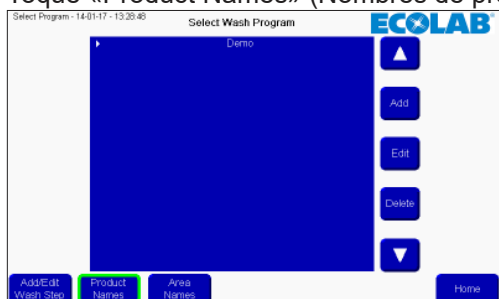 Toque «Product Names» (Nombres de pr
Select Program - 14-01-17 - 13:28:48
Select Wash Program
ECOLAB
Demo
Add
Edit
Delete
Add/Edit
Wash Step
Product
Names
Area
Names
Home